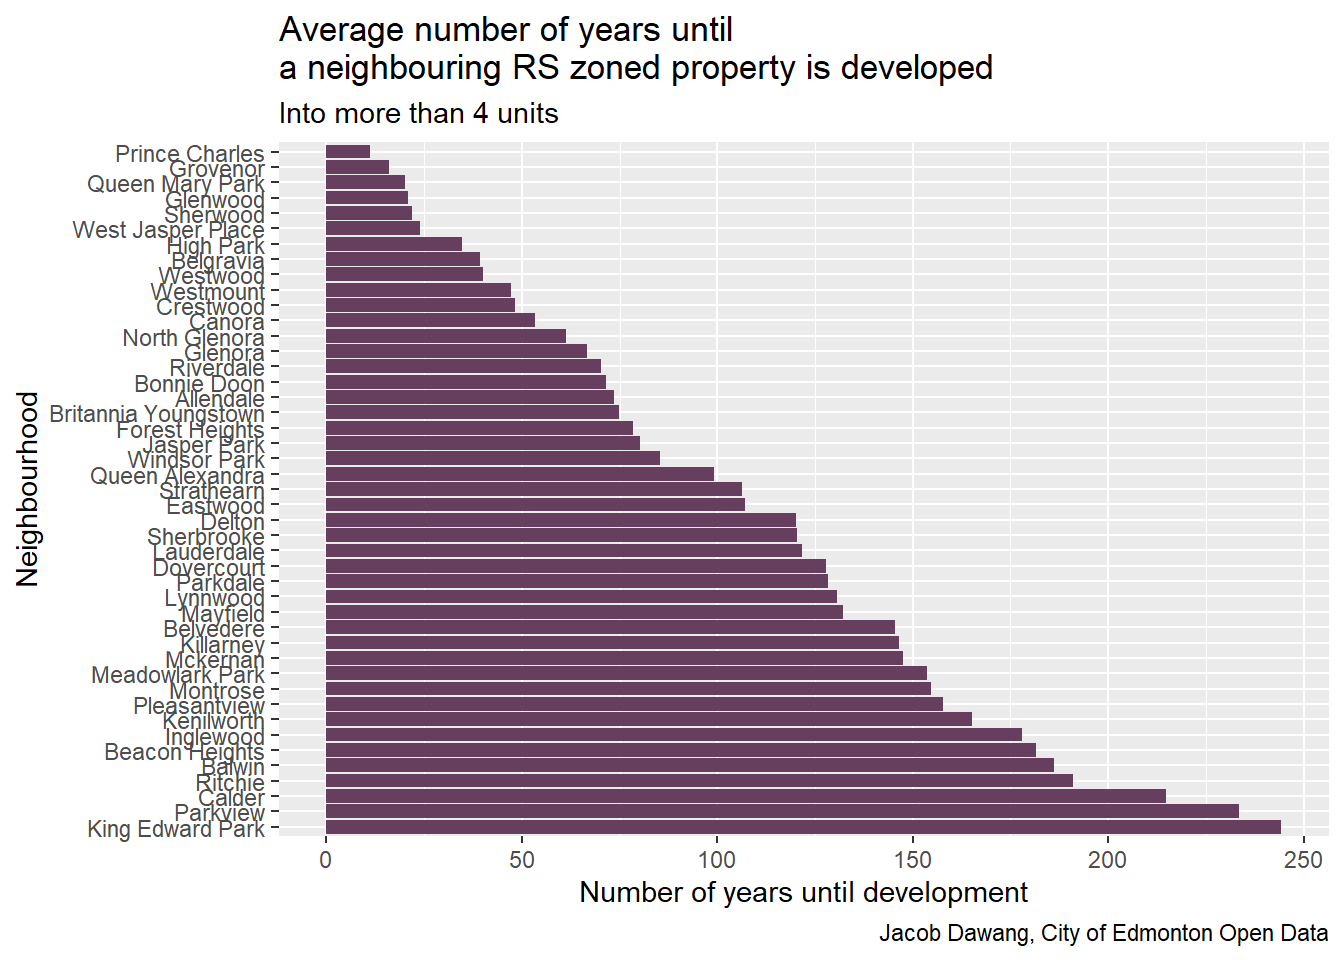 Average number of years until
a neighbouring RS zoned property is developed
Into more than 4 units
Neighbourhood
Prince Charles
Grovenor
Queen Mary Park
Glenwood
Sherwood
West Jasper Place
High Park
Belgravia
Westwood
Westmount
Crestwood
Canora
North Glenora
Glenora
Riverdale
Bonnie Doon
Allendale
Britannia Youngstown
Forest Heights
Jasper Park
Windsor Park
Queen Alexandra
Strathearn
Eastwood
Delton
Sherbrooke
Lauderdale
Dovercourt
Parkdale
Lynnwood
Mayfield
Belvedere
Killarney
Mckernan
Meadowlark Park
Montrose
Pleasantview
Kenilworth
Inglewood
Beacon Heights
Balwin
Ritchie
Calder
Parkview
King Edward Park
0 50 100 150 200 250
Number of years until development
Jacob Dawang, City of Edmonton Open Data